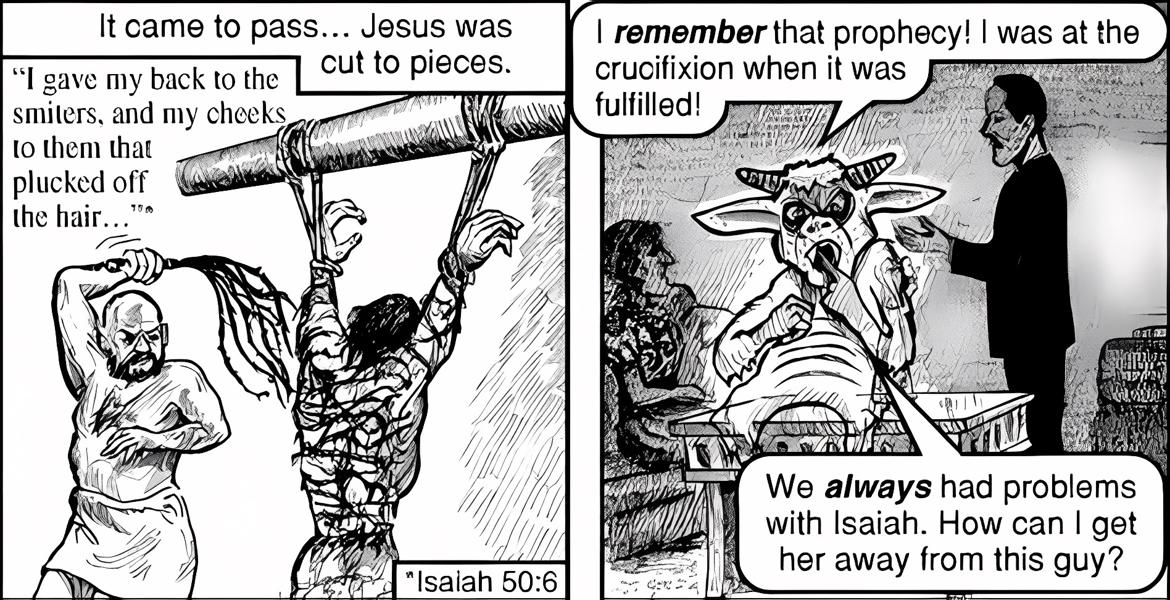 It came to pass... Jesus was
cut to pieces.
“I gave my back to the
smiters, and my cheeks
to them that
plucked off
the hair...”*
*Isaiah 50:6
I remember that prophecy! I was at the
crucifixion when it was
fulfilled!
We always had problems
with Isaiah. How can I get
her away from this guy?